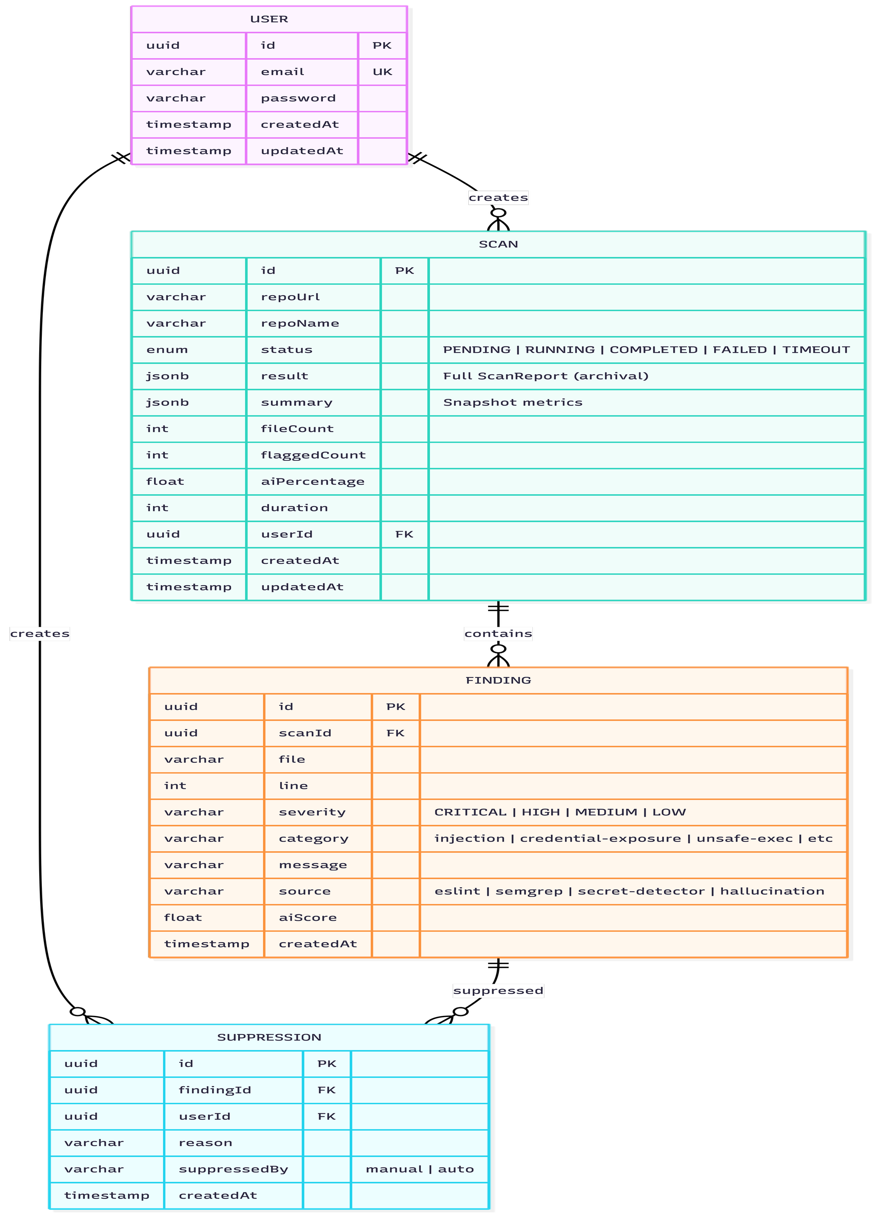 USER
uuid id PK
varchar email UK
varchar password
timestamp createdAt
timestamp updatedAt
creates
SCAN
uuid id PK
varchar repoUrl
varchar repoName
enum status PENDING | RUNNING | COMPLETED | FAILED | TIMEOUT
jsonb result Full ScanReport (archival)
jsonb summary Snapshot metrics
int fileCount
int flaggedCount
float aiPercentage
int duration
uuid userId FK
timestamp createdAt
timestamp updatedAt
creates
contains
FINDING
uuid id PK
uuid scanId FK
varchar file
int line
varchar severity CRITICAL | HIGH | MEDIUM | LOW
varchar category injection | credential-exposure | unsafe-exec | etc
varchar message
varchar source eslint | semgrep | secret-detector | hallucination
float aiScore
timestamp createdAt
suppressed
SUPPRESSION
uuid id PK
uuid findingId FK
uuid userId FK
varchar reason
varchar suppressedBy manual | auto
timestamp createdAt